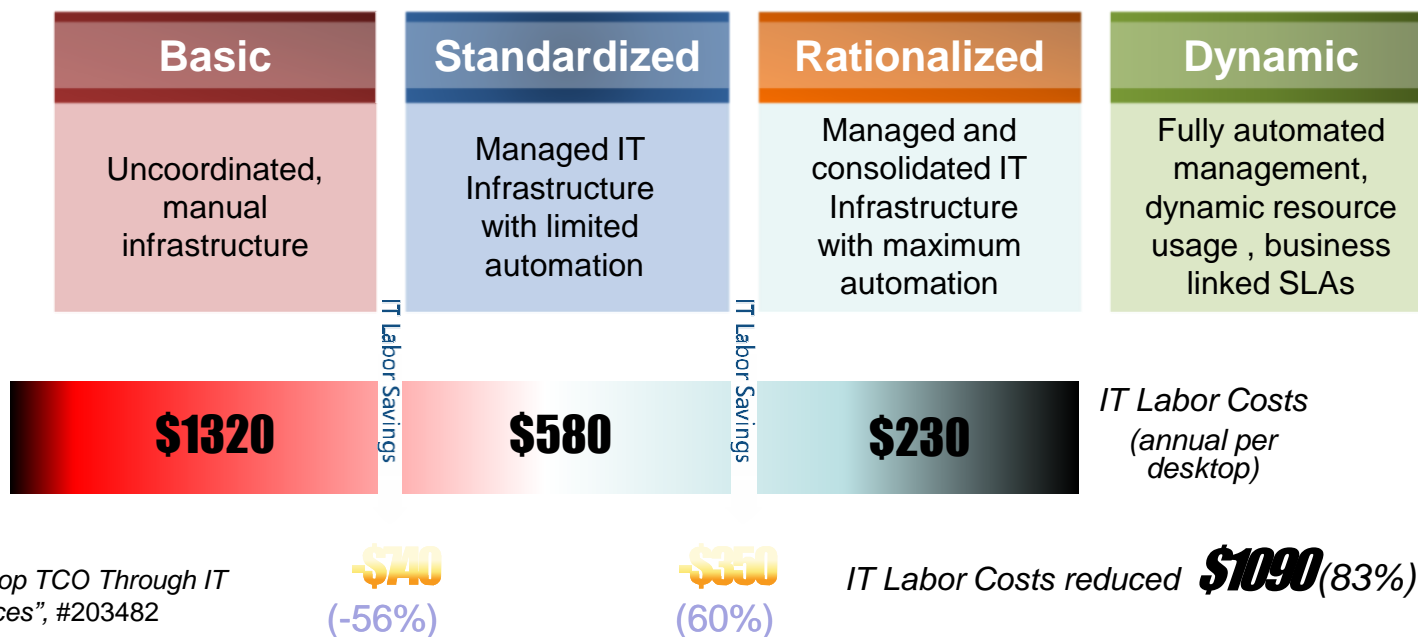 Basic
Uncoordinated,
manual
infrastructure
Standardized
Managed IT
Infrastructure
with limited
automation
Rationalized
Managed and
consolidated IT
Infrastructure
with maximum
automation
Dynamic
Fully automated
management,
dynamic resource
usage , business
linked SLAs
IT Labor Savings
IT Labor Savings
$1320
$580
$230
IT Labor Costs
(annual per
desktop)
op TCO Through IT
ces”, #203482
-$740
(-56%)
-$350
(60%)
IT Labor Costs reduced $1090(83%)